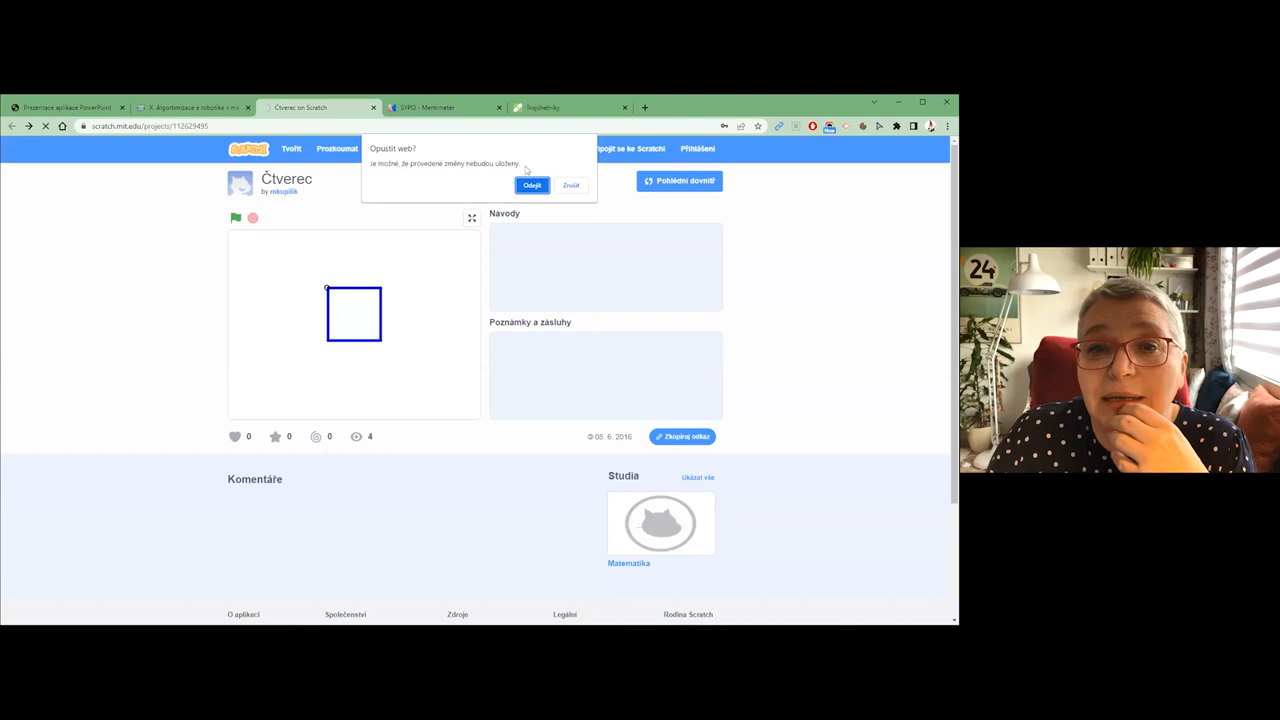 Prezentace aplikace PowerPoint
X. Algoritmizace a robotika v m
Čtverec on Scratch
SYPO - Mentimeter
Trojúhelníky
scratch.mit.edu/projects/112629495
SCRATCH
Tvořit
Prozkoumat
Opustit web?
Je možné, že provedené změny nebudou uloženy.
Odejít
Zrušit
Připojit se ke Scratchi
Přihlášení
Čtverec
by mkupilik
Pohlédni dovnitř
Návody
Poznámky a zásluhy
0
0
0
4
© 05. 6. 2016
Zkopíruj odkaz
Komentáře
Studia
Ukázat vše
Matematika
O aplikaci
Společenství
Zdroje
Legální
Rodina Scratch
24